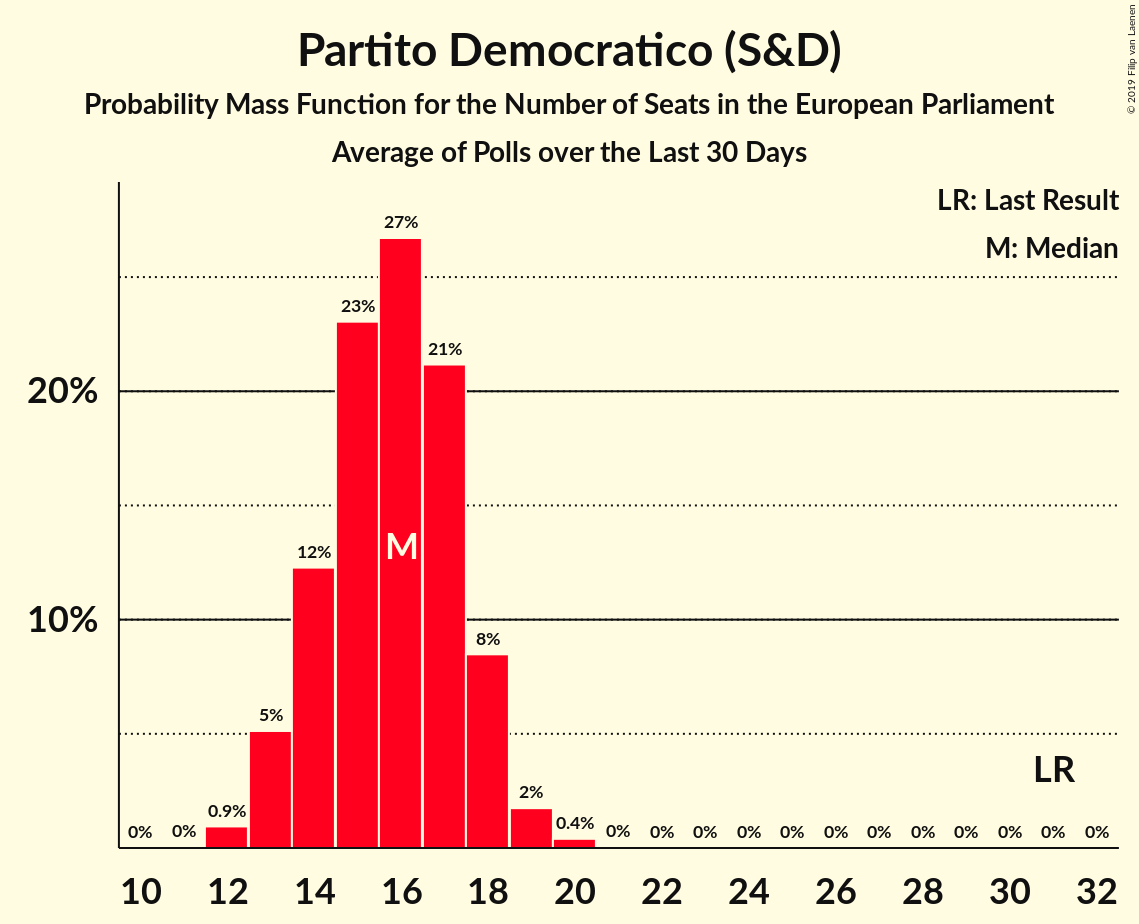 Partito Democratico (S&D)
Probability Mass Function for the Number of Seats in the European Parliament
Average of Polls over the Last 30 Days
© 2019 Filip van Laenen
LR: Last Result
M: Median
27%
23%
21%
20%
M
12%
10%
8%
5%
LR
2%
0% 0% 0.9% 0.4% 0% 0% 0% 0% 0% 0% 0% 0% 0% 0% 0% 0%
10 12 14 16 18 20 22 24 26 28 30 32